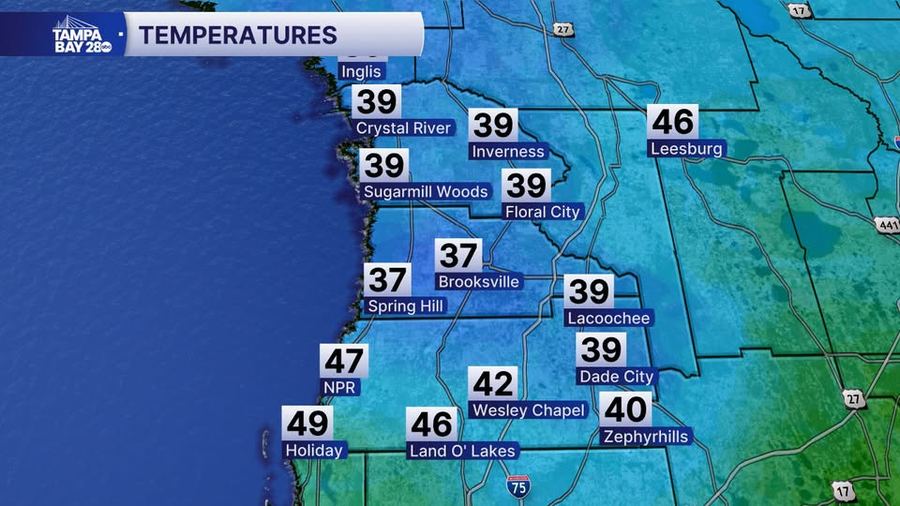 TAMPA BAY 28 abc
TEMPERATURES
17
27
Inglis
39
Crystal River
39
Inverness
46
Leesburg
39
Sugarmill Woods
39
Floral City
441
37
Brooksville
37
Spring Hill
39
Lacoochee
47
NPR
39
Dade City
42
Wesley Chapel
40
Zephyrhills
27
49
Holiday
46
Land O' Lakes
75
17